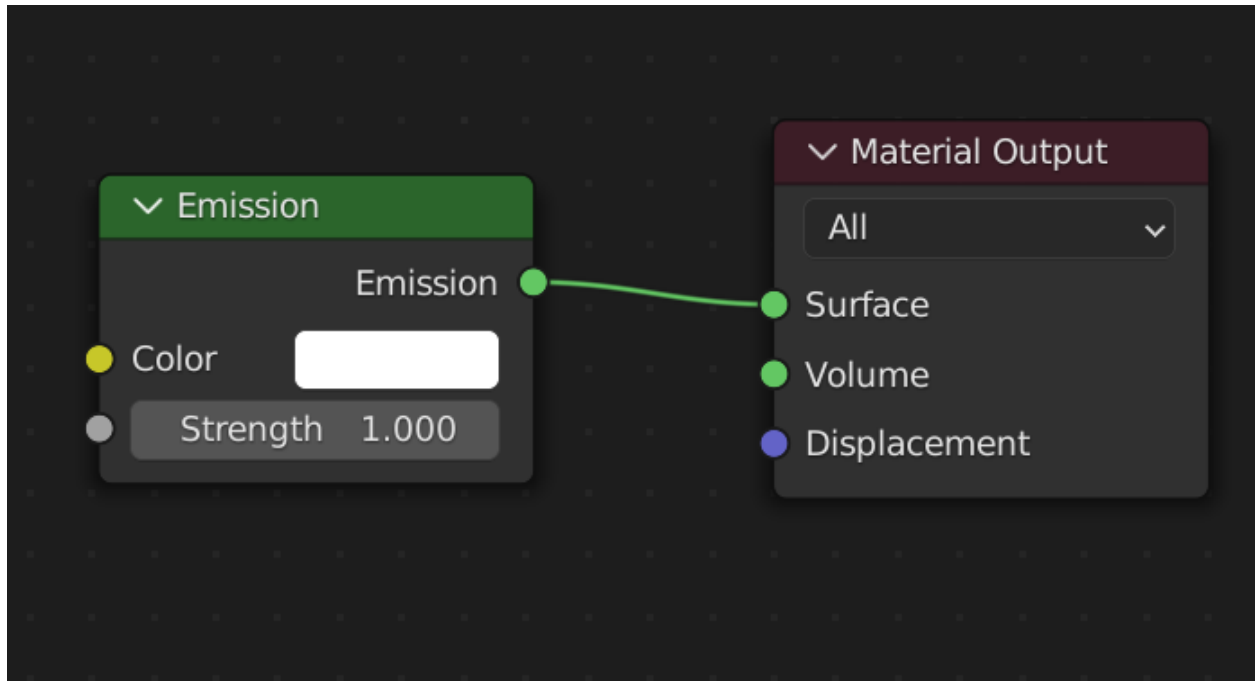 Emission
Emission
Color
Strength 1.000
Material Output
All
Surface
Volume
Displacement